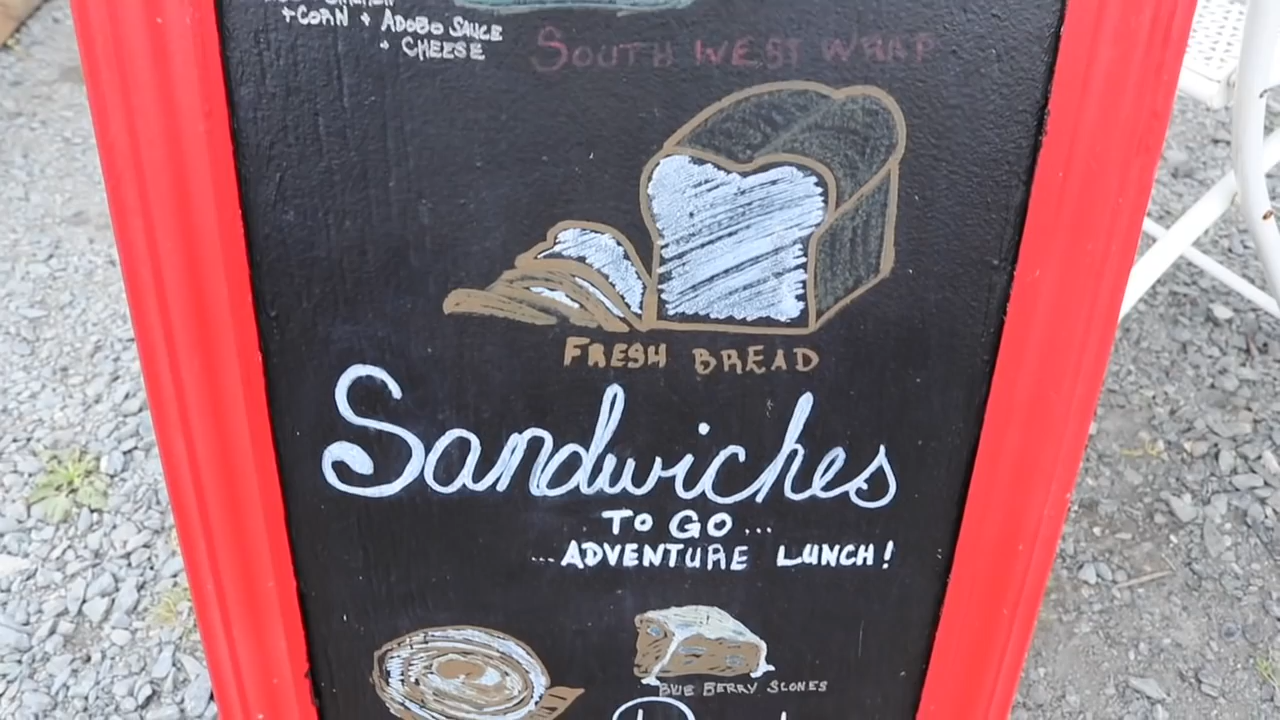 +CORN + ADOBO SAUCE
+ CHEESE
SOUTH WEST WRAP
FRESH BREAD
Sandwiches
TO GO...
...ADVENTURE LUNCH!
BLUE BERRY SCONES